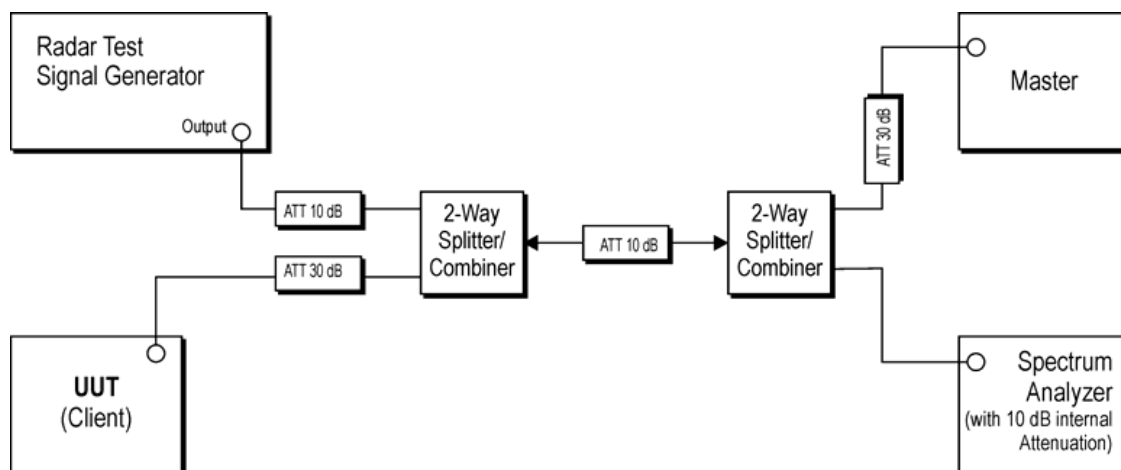 Radar Test
Signal Generator
Output
ATT 10 dB
ATT 30 dB
UUT
(Client)
2-Way
Splitter/
Combiner
ATT 10 dB
2-Way
Splitter/
Combiner
ATT 30 dB
Master
Spectrum
Analyzer
(with 10 dB internal
Attenuation)